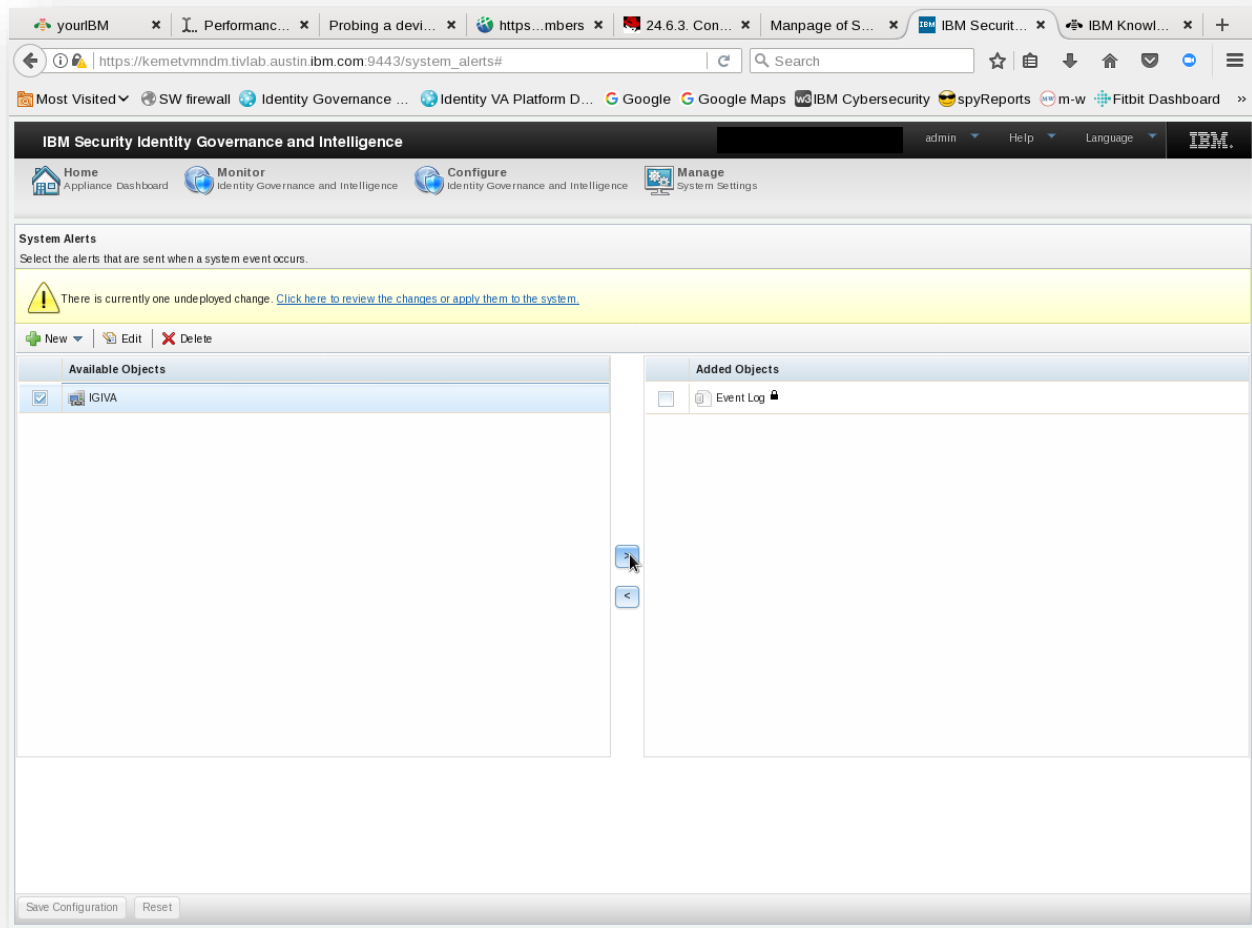 yourIBM
Performanc...
Probing a devi...
https...mbers
24.6.3. Con...
Manpage of S...
IBM
IBM Securit...
IBM Knowl...
https://kemetvmndm.tivlab.austin.ibm.com:9443/system_alerts#
Search
Most Visited
SW firewall
Identity Governance ...
Identity VA Platform D...
G Google
G Google Maps
w3 IBM Cybersecurity
spyReports
MW m-w
Fitbit Dashboard
»
IBM Security Identity Governance and Intelligence
admin
Help
Language
IBM.
Home
Appliance Dashboard
Monitor
Identity Governance and Intelligence
Configure
Identity Governance and Intelligence
Manage
System Settings
System Alerts
Select the alerts that are sent when a system event occurs.
There is currently one undeployed change. Click here to review the changes or apply them to the system.
New
Edit
Delete
Available Objects
Added Objects
IGIVA
Event Log
>
<
Save Configuration
Reset